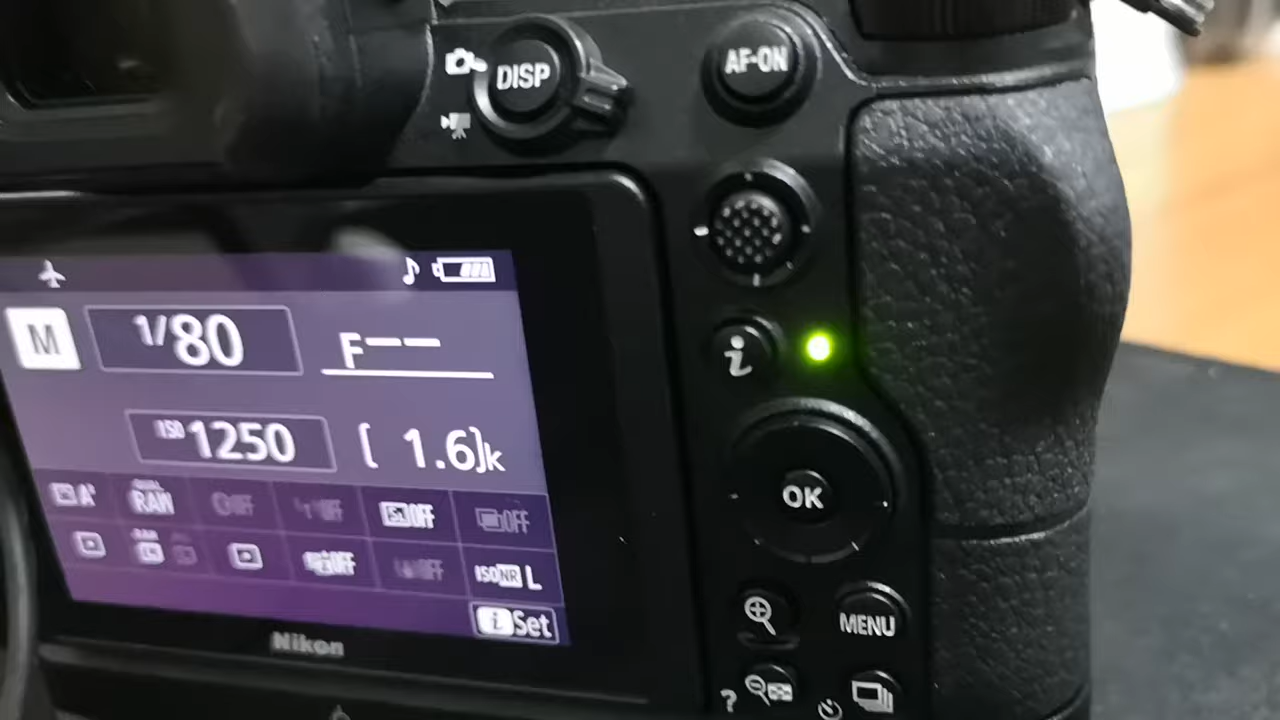 DISP
AF-ON
M 1/80 F--
ISO 1250 [ 1.6]k
RAW OFF OFF OFF OFF
OFF OFF ISO NR L
i Set
Nikon
i
OK
MENU
?